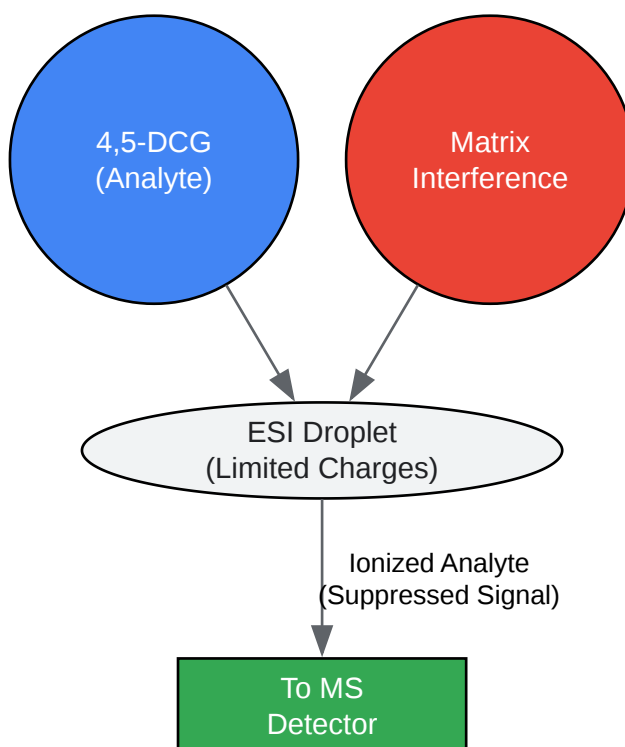 4,5-DCG
(Analyte)
Matrix
Interference
ESI Droplet
(Limited Charges)
Ionized Analyte
(Suppressed Signal)
To MS
Detector